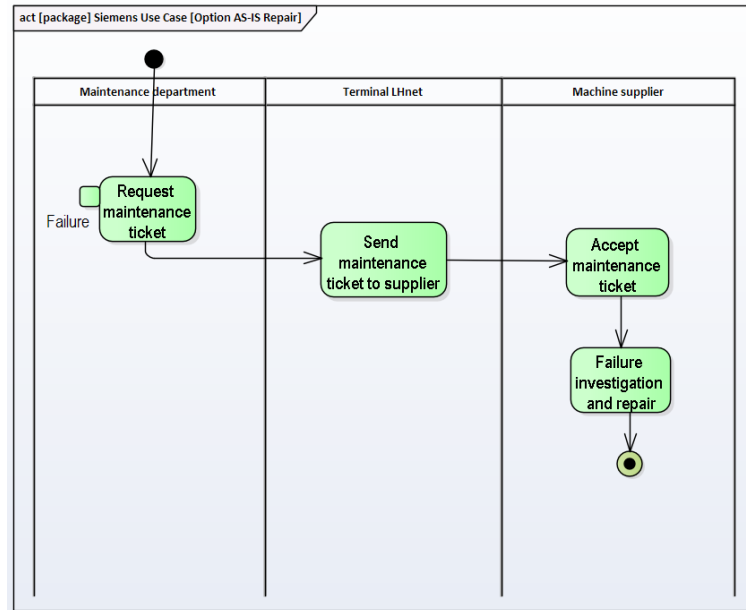 act [package] Siemens Use Case [Option AS-IS Repair]
Maintenance department
Terminal LHnet
Machine supplier
Request
maintenance
ticket
Failure
Send
maintenance
ticket to supplier
Accept
maintenance
ticket
Failure
investigation
and repair